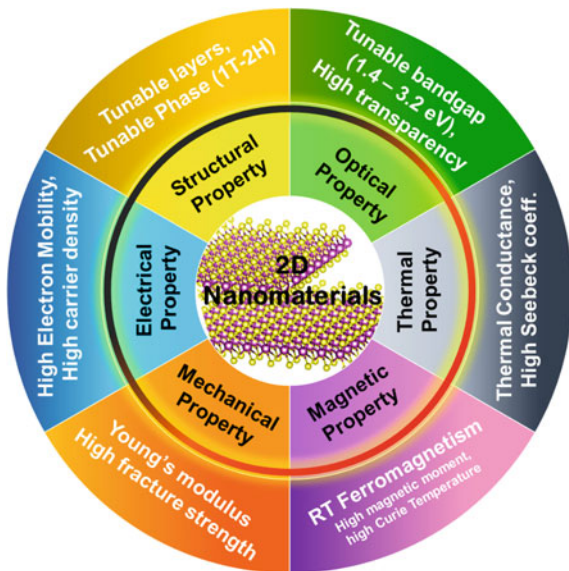 Tunable layers,
Tunable Phase (1T-2H)
Tunable bandgap
(1.4 – 3.2 eV),
High transparency
Structural
Property
Optical
Property
High Electron Mobility,
High carrier density
Electrical
Property
2D
Nanomaterials
Thermal
Property
Thermal Conductance,
High Seebeck coeff.
Mechanical
Property
Magnetic
Property
Young's modulus
High fracture strength
RT Ferromagnetism
High magnetic moment,
high Curie Temperature